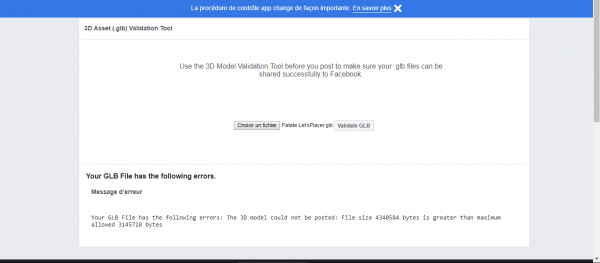 La procédure de contrôle app change de façon importante. En savoir plus
3D Asset (.glb) Validation Tool
Use the 3D Model Validation Tool before you post to make sure your .glb files can be
shared successfully to Facebook.
Choisir un fichier Patate Let'sPlayer.glb Validate GLB
Your GLB File has the following errors.
Message d'erreur
Your GLB File has the following errors: The 3D model could not be posted: File size 4340584 bytes is greater than maximum
allowed 3145728 bytes